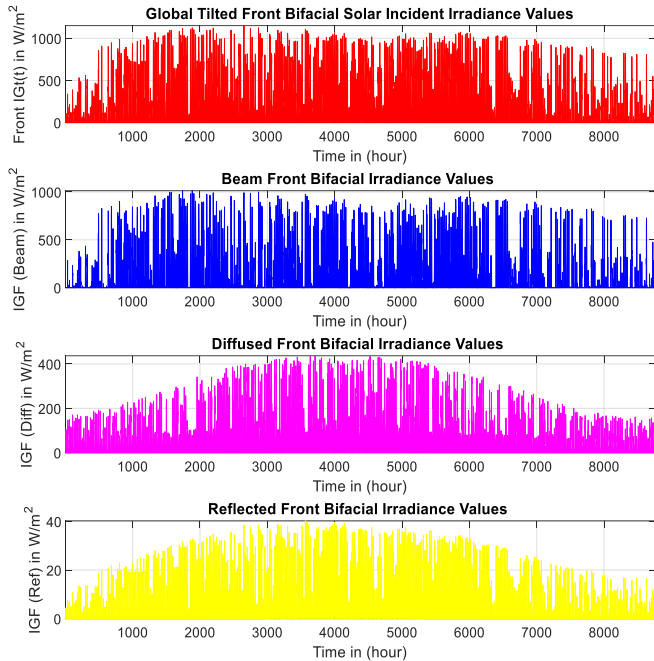 Global Tilted Front Bifacial Solar Incident Irradiance Values
Front IGt(t) in W/m²
1000
500
0
1000 2000 3000 4000 5000 6000 7000 8000
Time in (hour)
Beam Front Bifacial Irradiance Values
IGF (Beam) in W/m²
1000
500
0
1000 2000 3000 4000 5000 6000 7000 8000
Time in (hour)
Diffused Front Bifacial Irradiance Values
IGF (Diff) in W/m²
400
200
0
1000 2000 3000 4000 5000 6000 7000 8000
Time in (hour)
Reflected Front Bifacial Irradiance Values
IGF (Ref) in W/m²
40
20
0
1000 2000 3000 4000 5000 6000 7000 8000
Time in (hour)